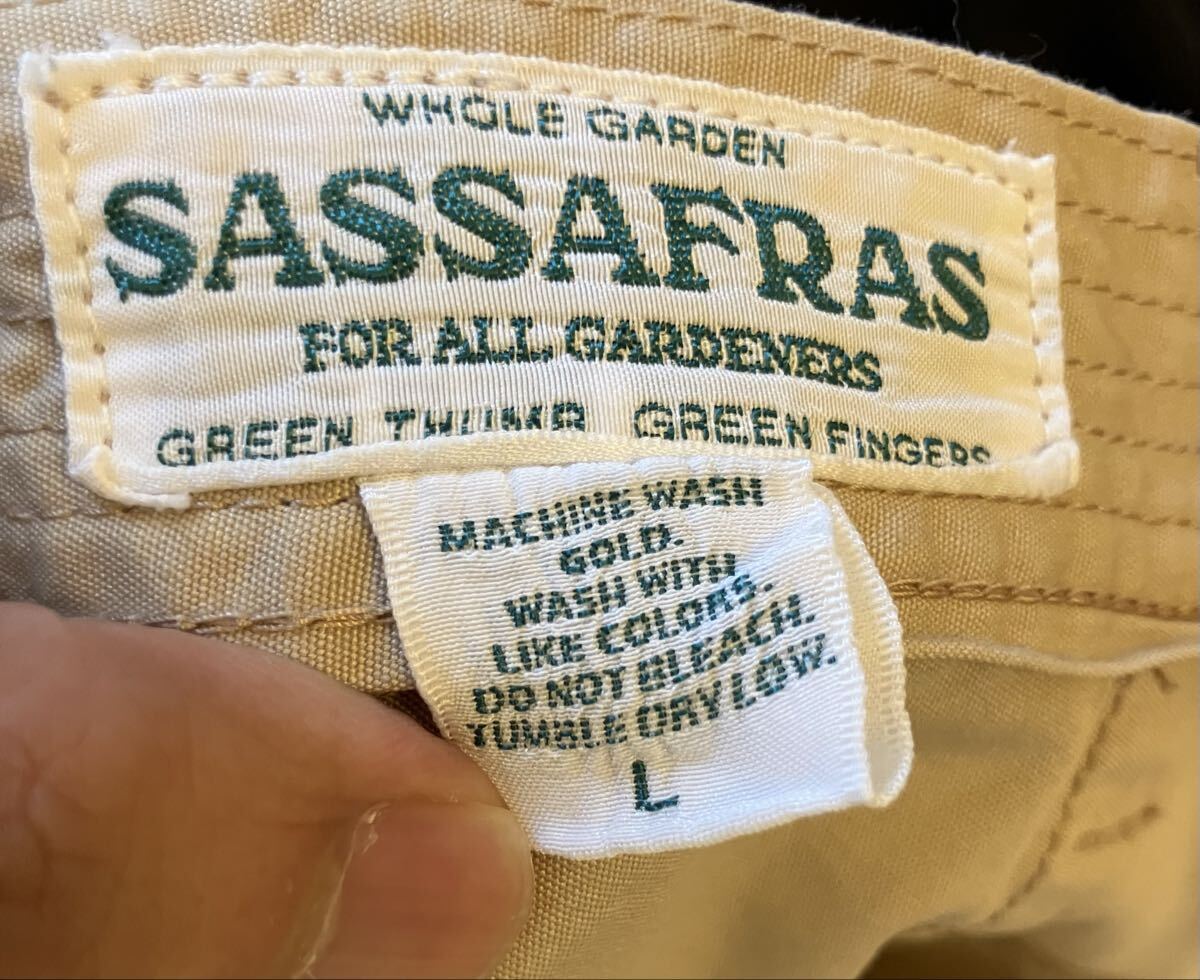 WHOLE GARDEN
SASSAFRAS
FOR ALL GARDENERS
GREEN THUMB GREEN FINGERS
MACHINE WASH
GOLD.
WASH WITH
LIKE COLORS.
DO NOT BLEACH.
TUMBLE DRY LOW.
L